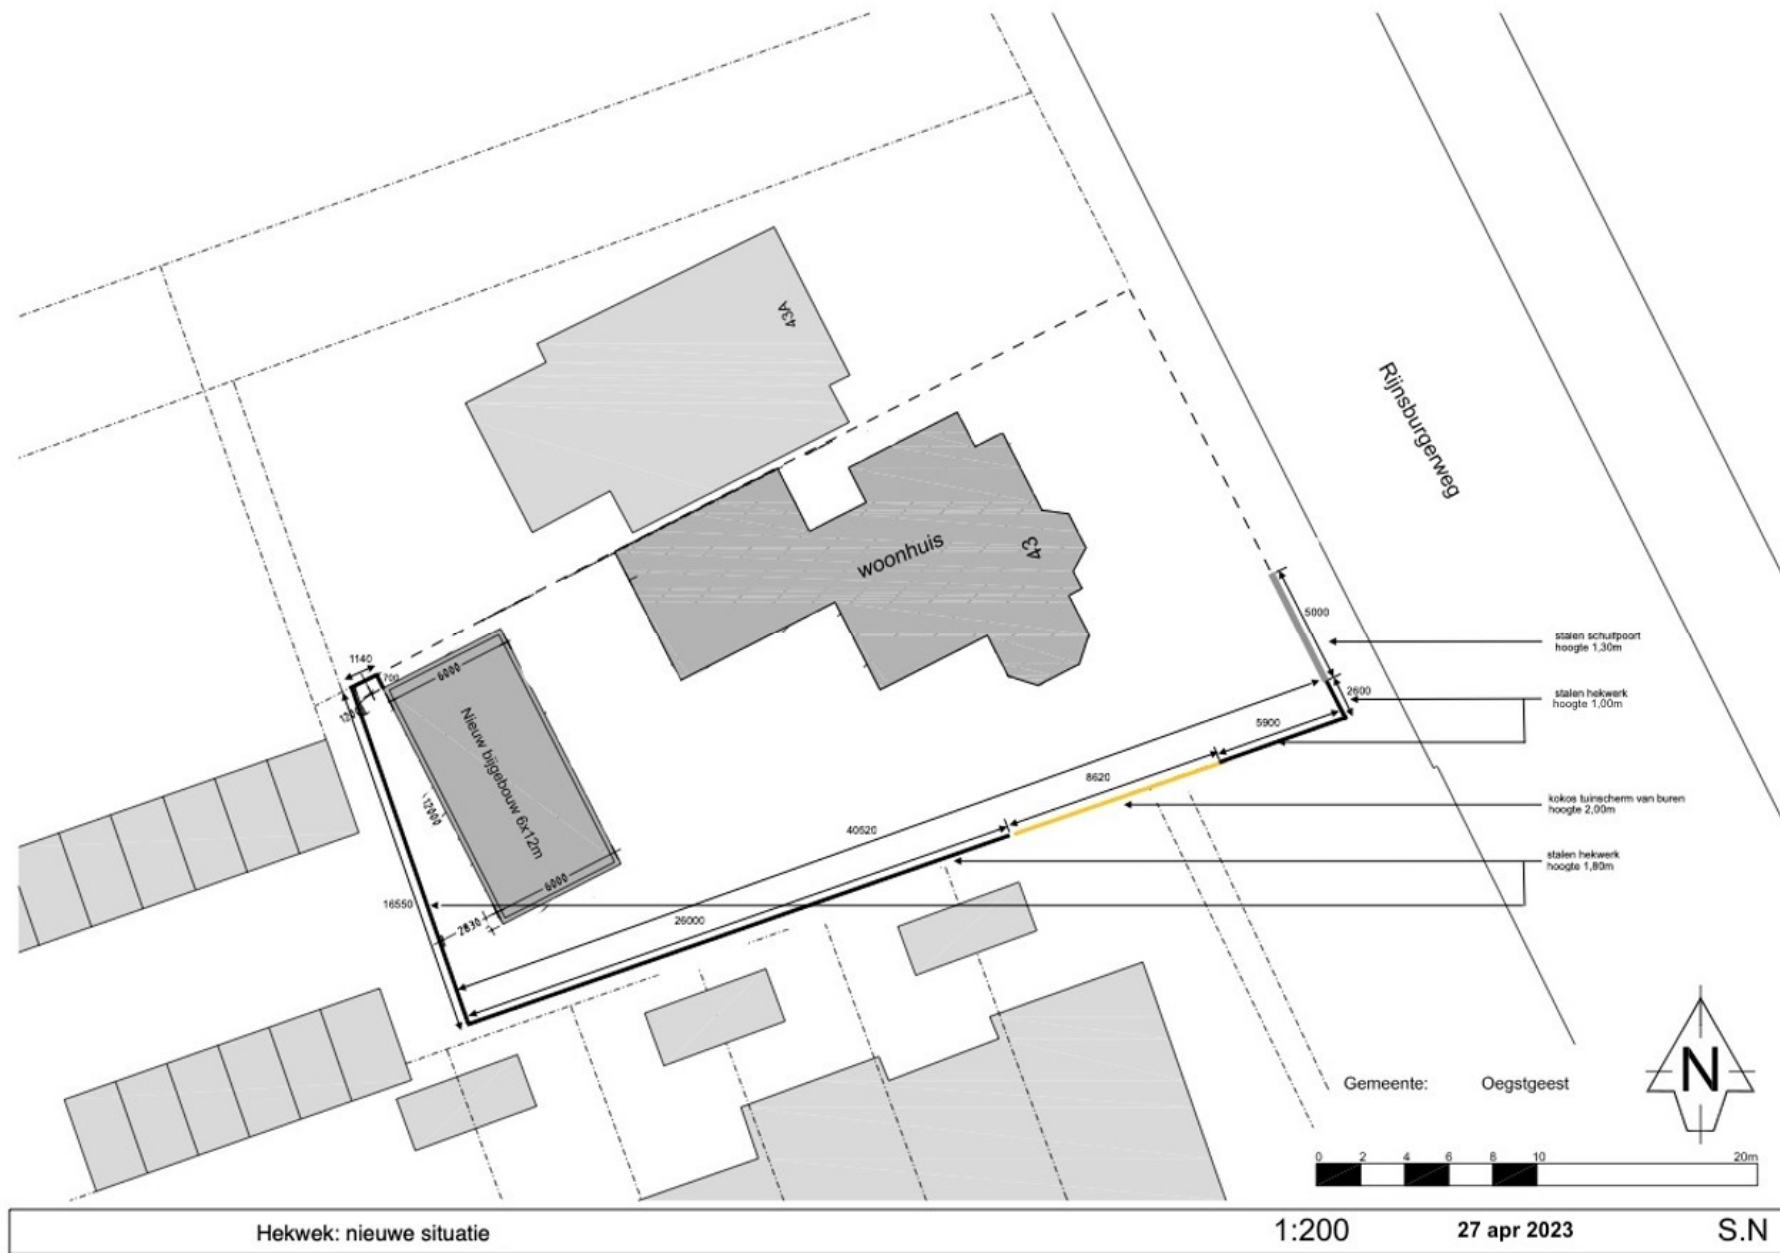 43A
Rijnsburgerweg
woonhuis
43
5000
stalen schuifpoort
hoogte 1,30m
1140
700
6000
1200
2600
stalen hekwerk
hoogte 1,00m
5900
Nieuw bijgebouw 6x12m
8620
12000
kokos tuinscherm van buren
hoogte 2,00m
40520
stalen hekwerk
hoogte 1,80m
6000
16550
2830
26000
N
Gemeente: Oegstgeest
0 2 4 6 8 10 20m
Hekwek: nieuwe situatie 1:200 27 apr 2023 S.N